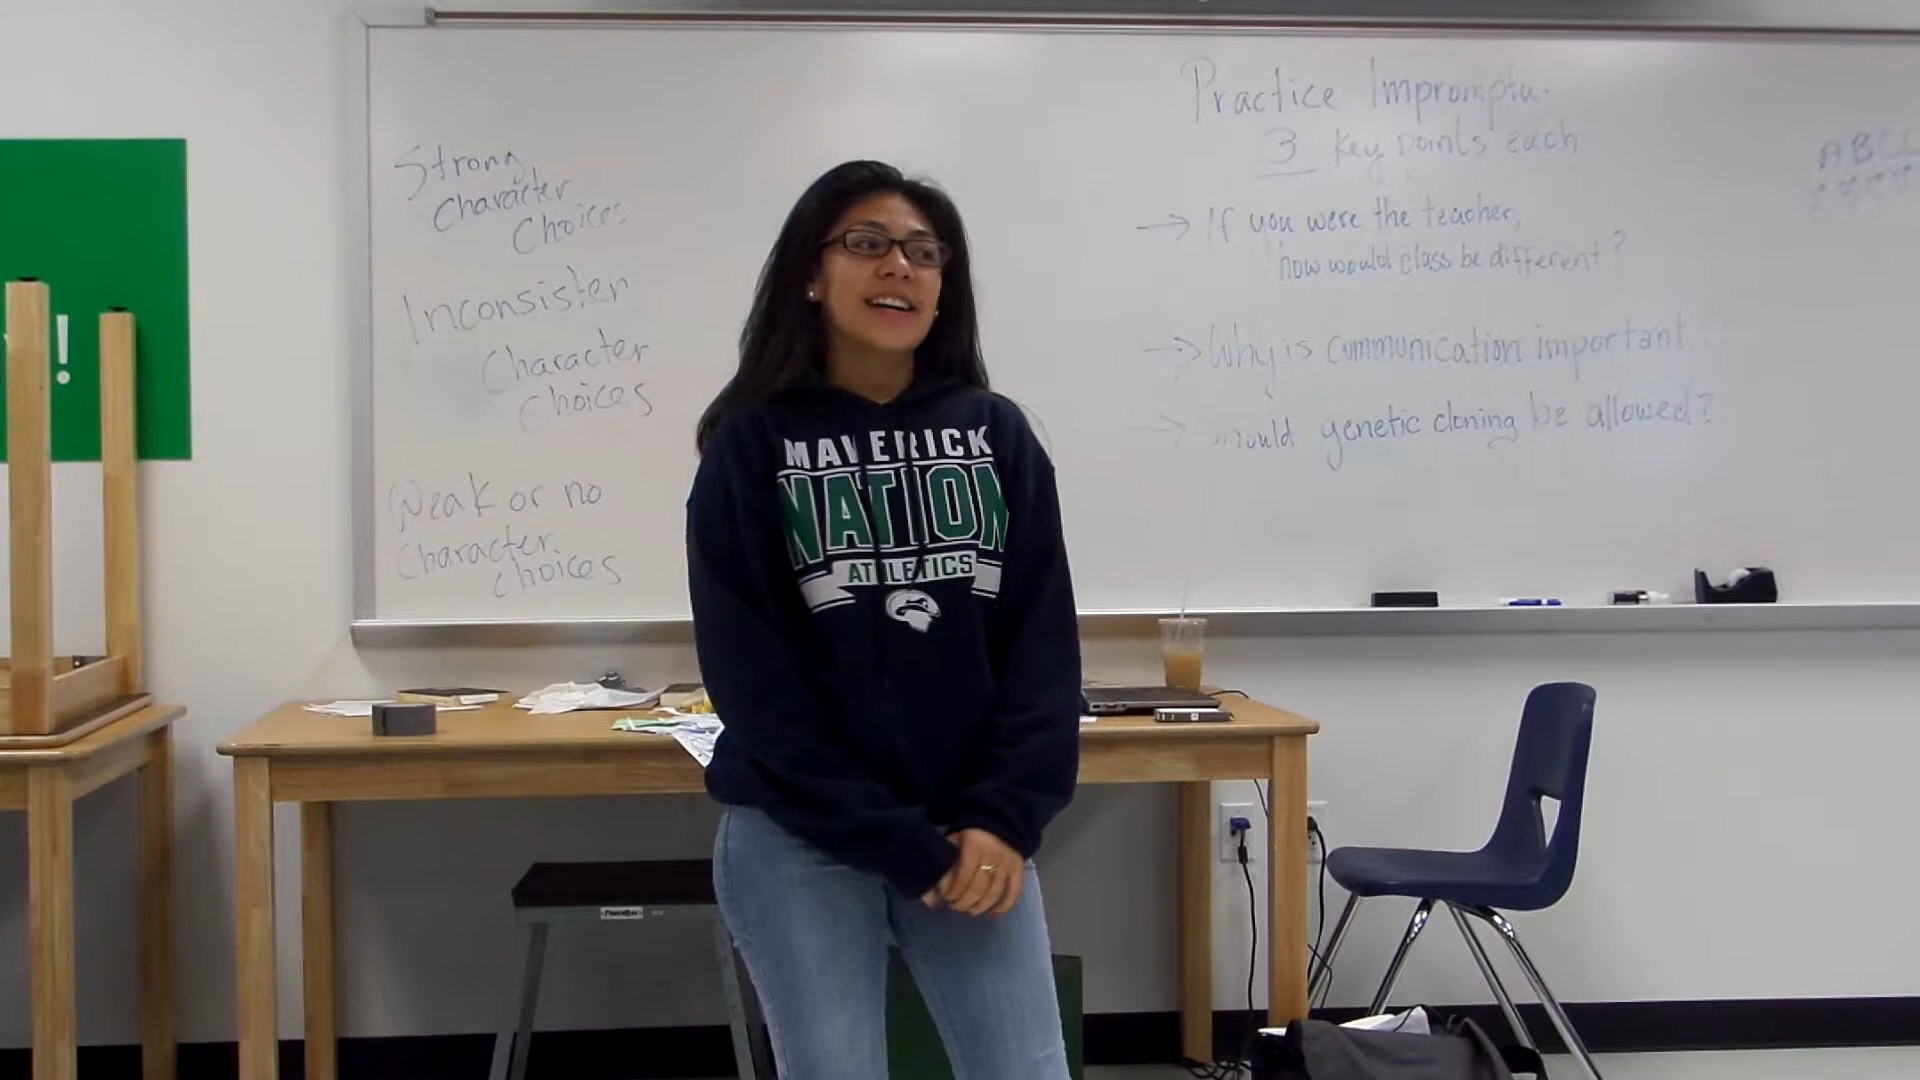 Strong
Character
Choices
Inconsisten
Character
Choices
Weak or no
Character
choices
Practice Impromptu:
3 key points each
→ If you were the teacher,
how would class be different?
→ Why is communication important
→ genetic cloning be allowed?
MAVERICK
NATION
ATHLETICS
!